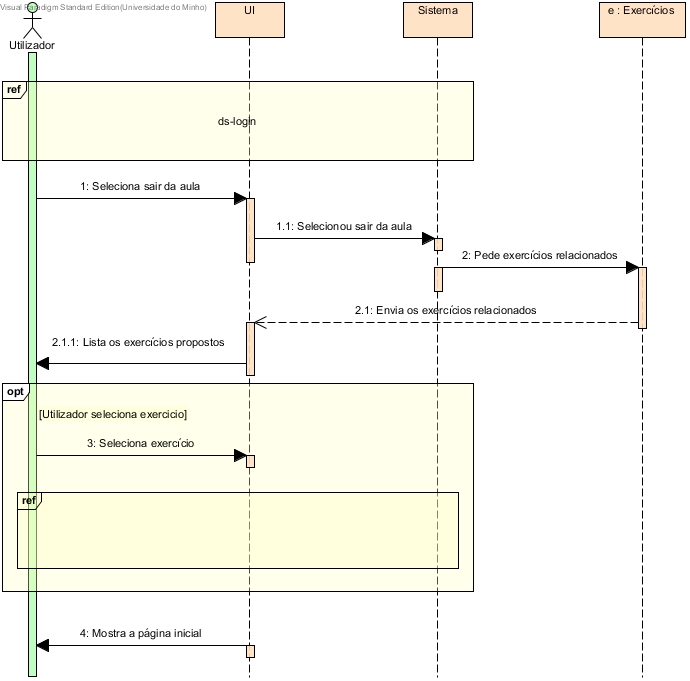 Visual Paradigm Standard Edition(Universidade do Minho)
UI
Sistema
e : Exercícios
Utilizador
ref
ds-login
1: Seleciona sair da aula
1.1: Selecionou sair da aula
2: Pede exercícios relacionados
2.1: Envia os exercícios relacionados
2.1.1: Lista os exercícios propostos
opt
[Utilizador seleciona exercicio]
3: Seleciona exercício
ref
4: Mostra a página inicial